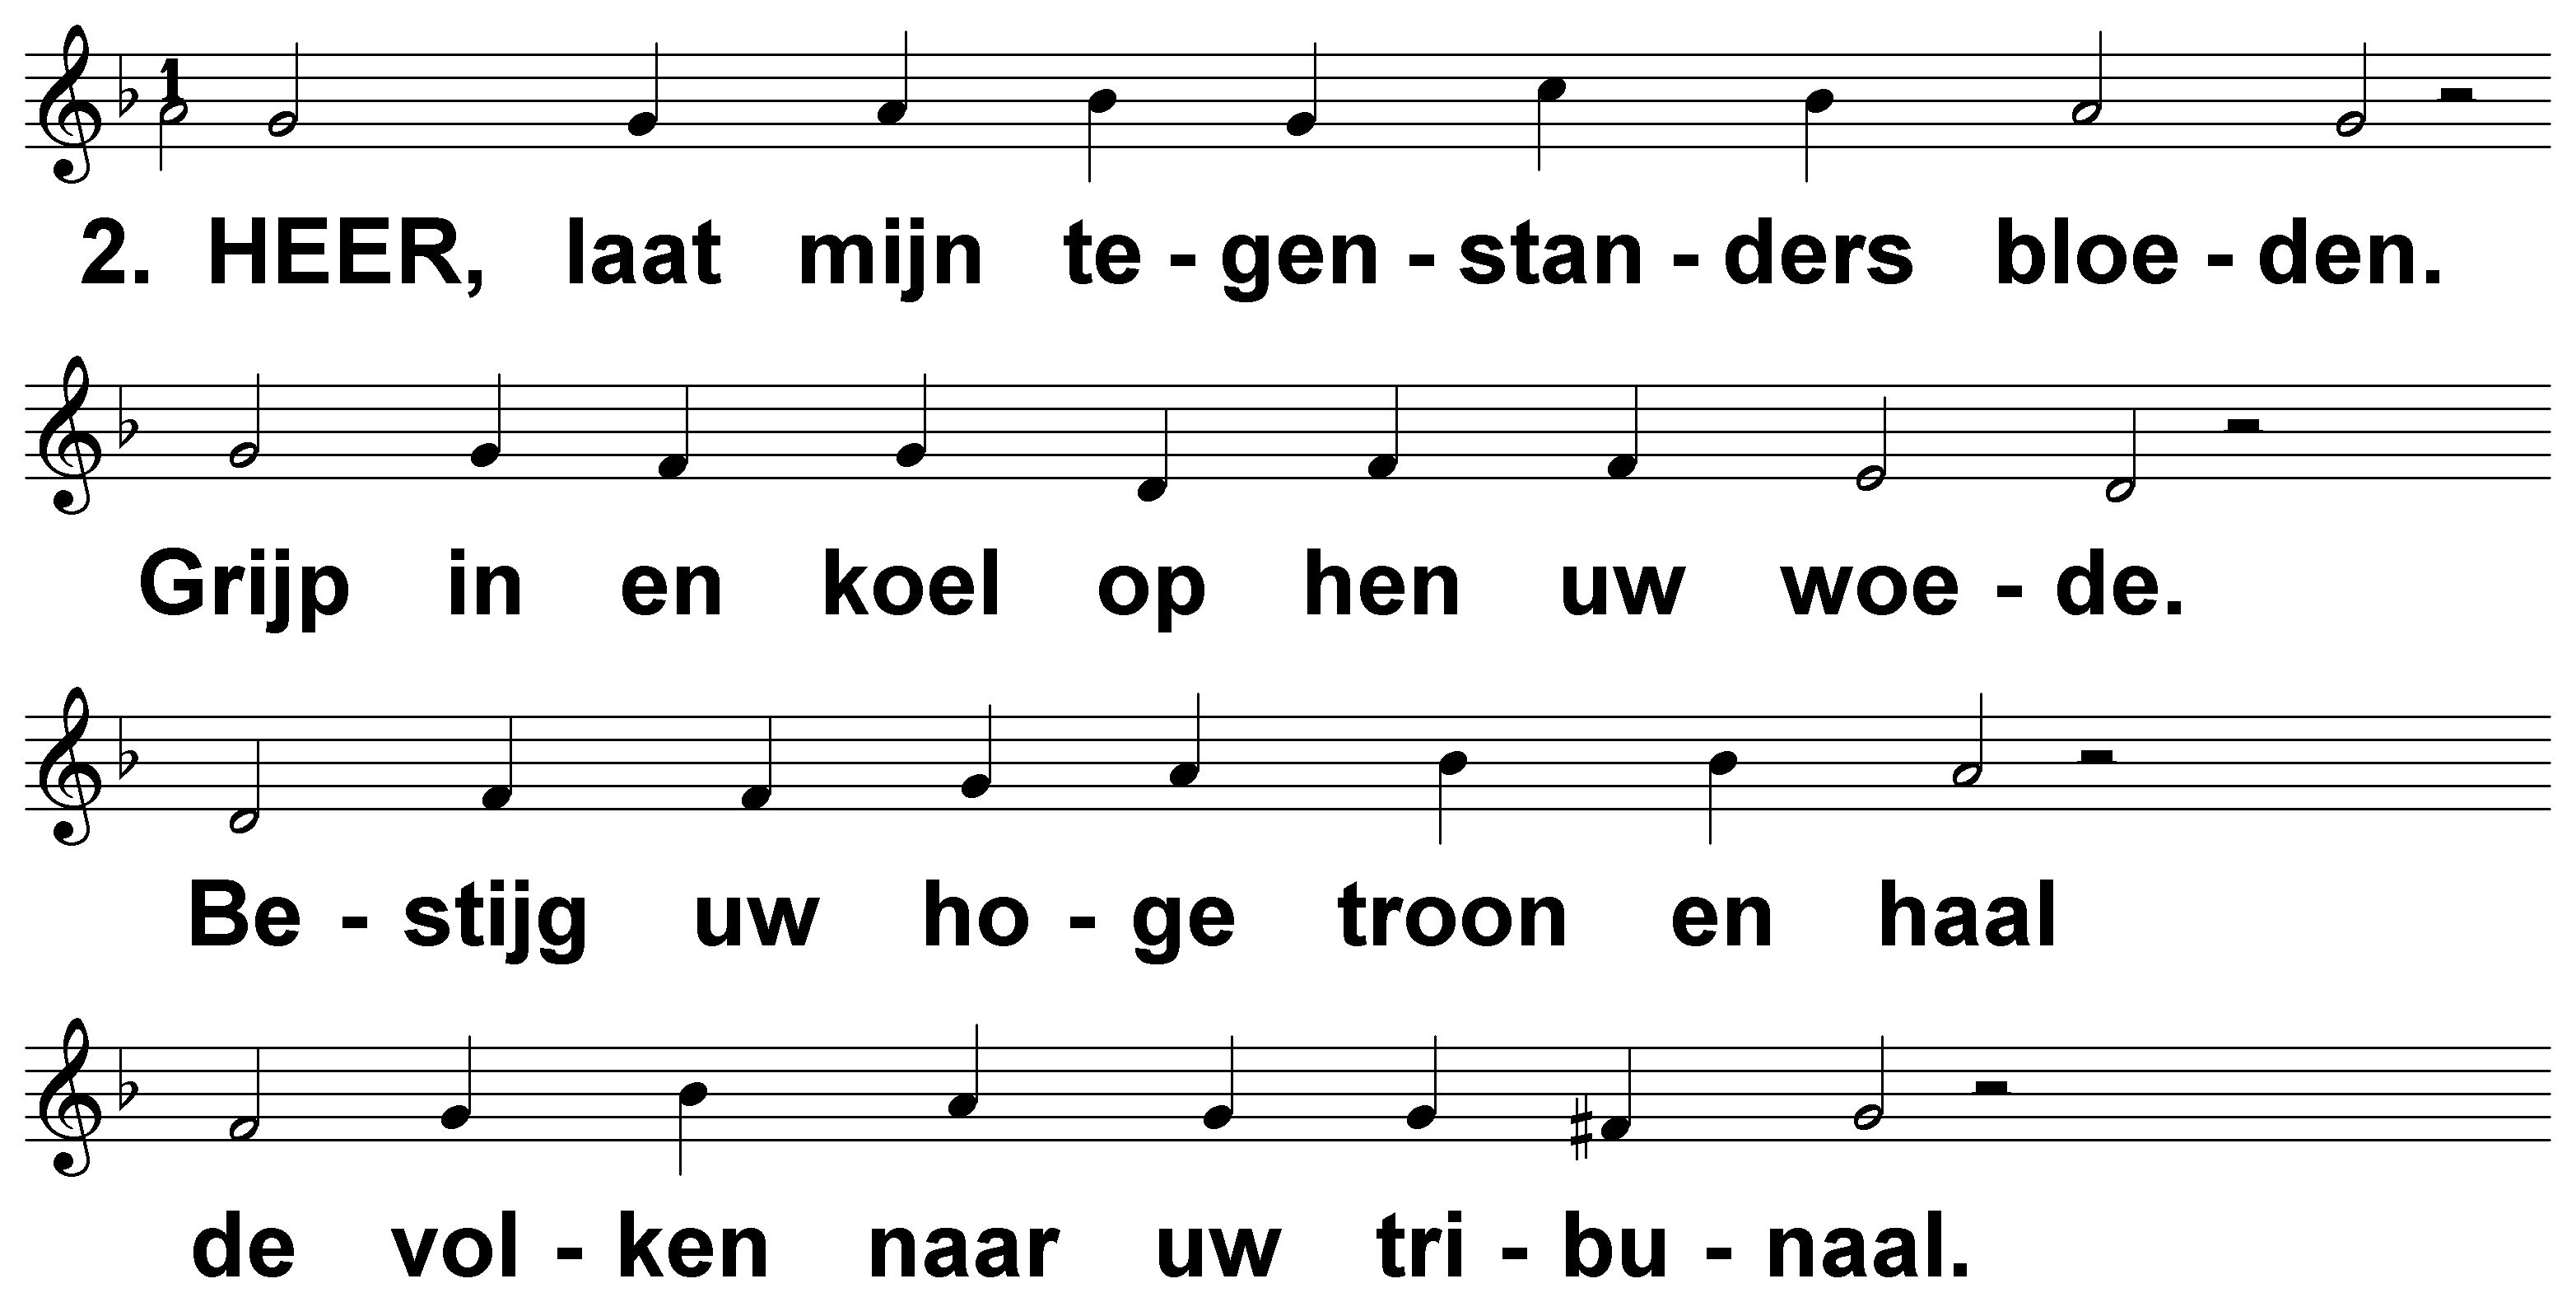 1
2. HEER, laat mijn te - gen - stan - ders bloe - den.
Grijp in en koel op hen uw woe - de.
Be - stijg uw ho - ge troon en haal
de vol - ken naar uw tri - bu - naal.